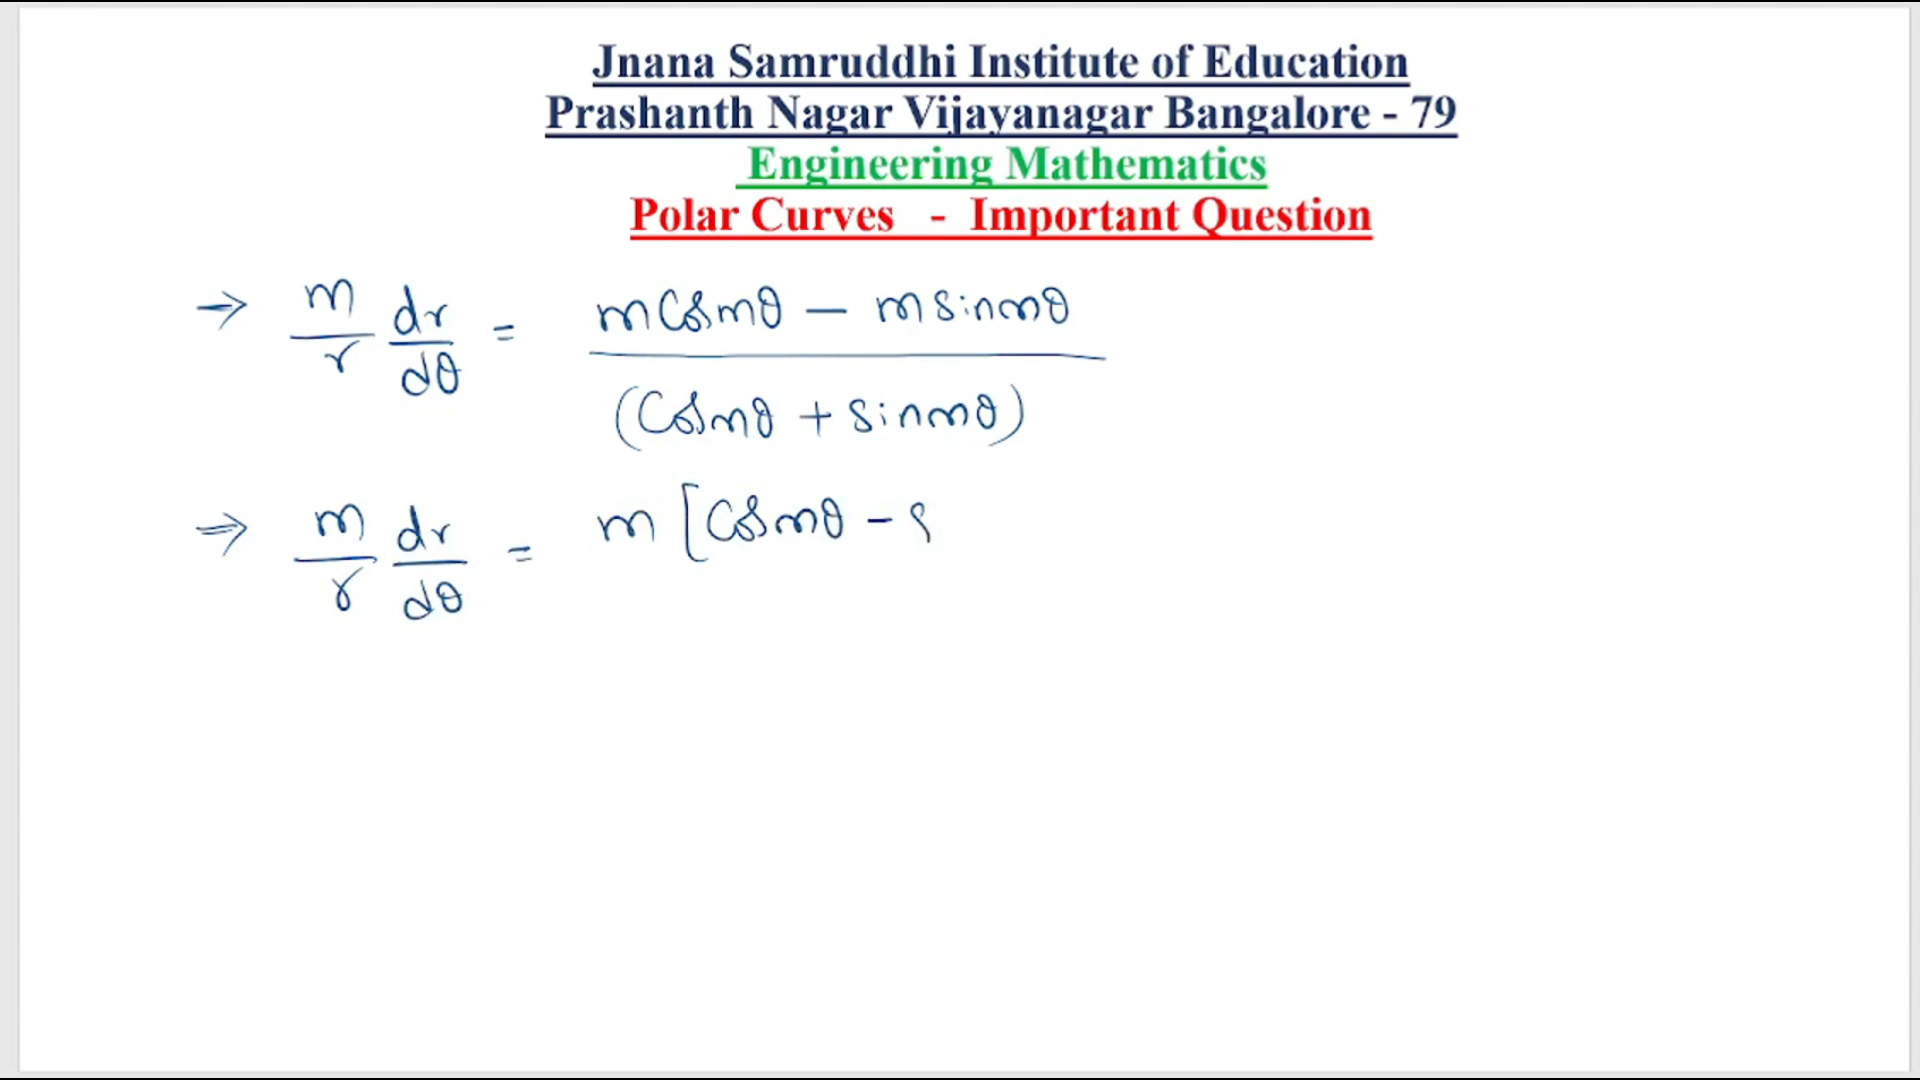 Jnana Samruddhi Institute of Education
Prashanth Nagar Vijayanagar Bangalore - 79
Engineering Mathematics
Polar Curves - Important Question
→ m/r dr/dθ = (m Cos mθ – m sin mθ) / (Cos mθ + sin mθ)
⇒ m/r dr/dθ = m [Cos mθ - s